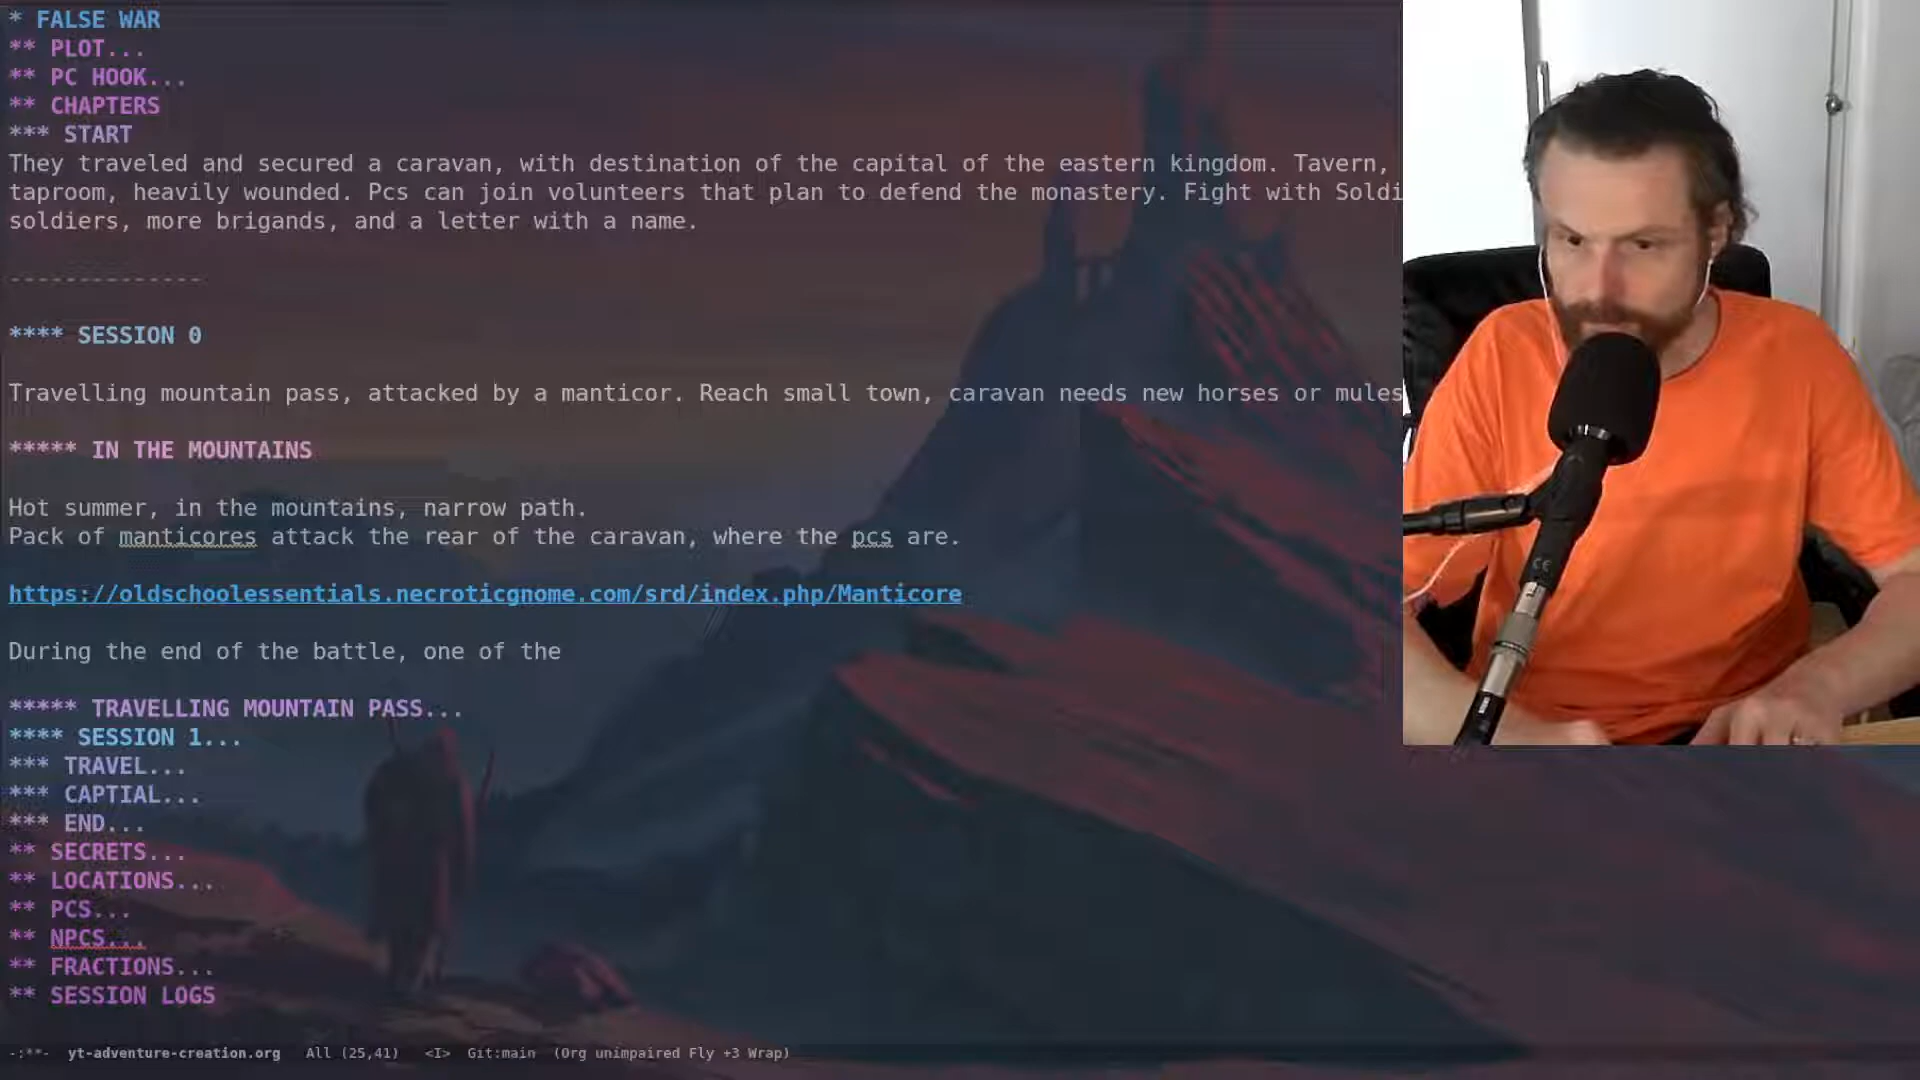 * FALSE WAR
** PLOT...
** PC HOOK...
** CHAPTERS
*** START
They traveled and secured a caravan, with destination of the capital of the eastern kingdom. Tavern,
taproom, heavily wounded. Pcs can join volunteers that plan to defend the monastery. Fight with Soldi
soldiers, more brigands, and a letter with a name.
--------------
**** SESSION 0
Travelling mountain pass, attacked by a manticor. Reach small town, caravan needs new horses or mules
***** IN THE MOUNTAINS
Hot summer, in the mountains, narrow path.
Pack of manticores attack the rear of the caravan, where the pcs are.
https://oldschoolessentials.necroticgnome.com/srd/index.php/Manticore
During the end of the battle, one of the
***** TRAVELLING MOUNTAIN PASS...
**** SESSION 1...
*** TRAVEL...
*** CAPTIAL...
*** END...
** SECRETS...
** LOCATIONS...
** PCS...
** NPCS...
** FRACTIONS...
** SESSION LOGS
-:**-  yt-adventure-creation.org   All (25,41)   <I>  Git:main  (Org unimpaired Fly +3 Wrap)